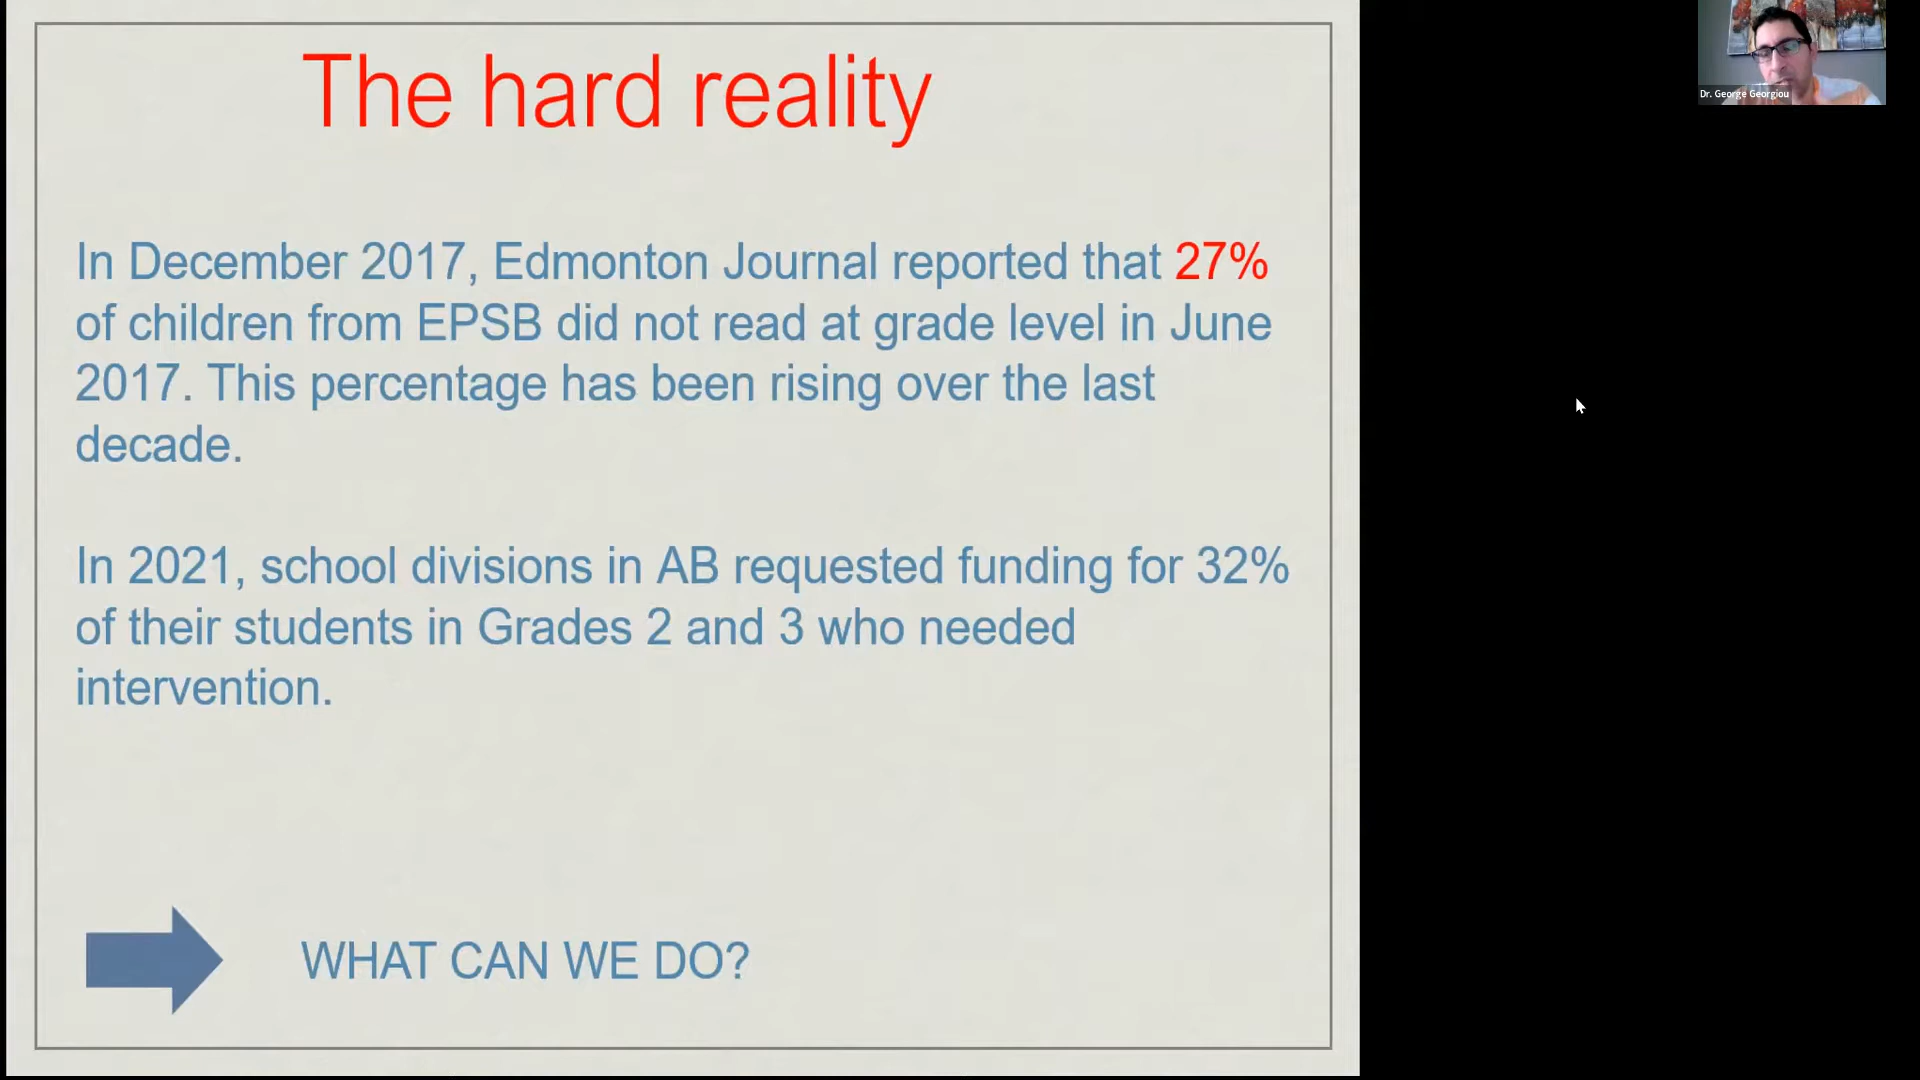 The hard reality
In December 2017, Edmonton Journal reported that 27%
of children from EPSB did not read at grade level in June
2017. This percentage has been rising over the last
decade.
In 2021, school divisions in AB requested funding for 32%
of their students in Grades 2 and 3 who needed
intervention.
WHAT CAN WE DO?
Dr. George Georgiou